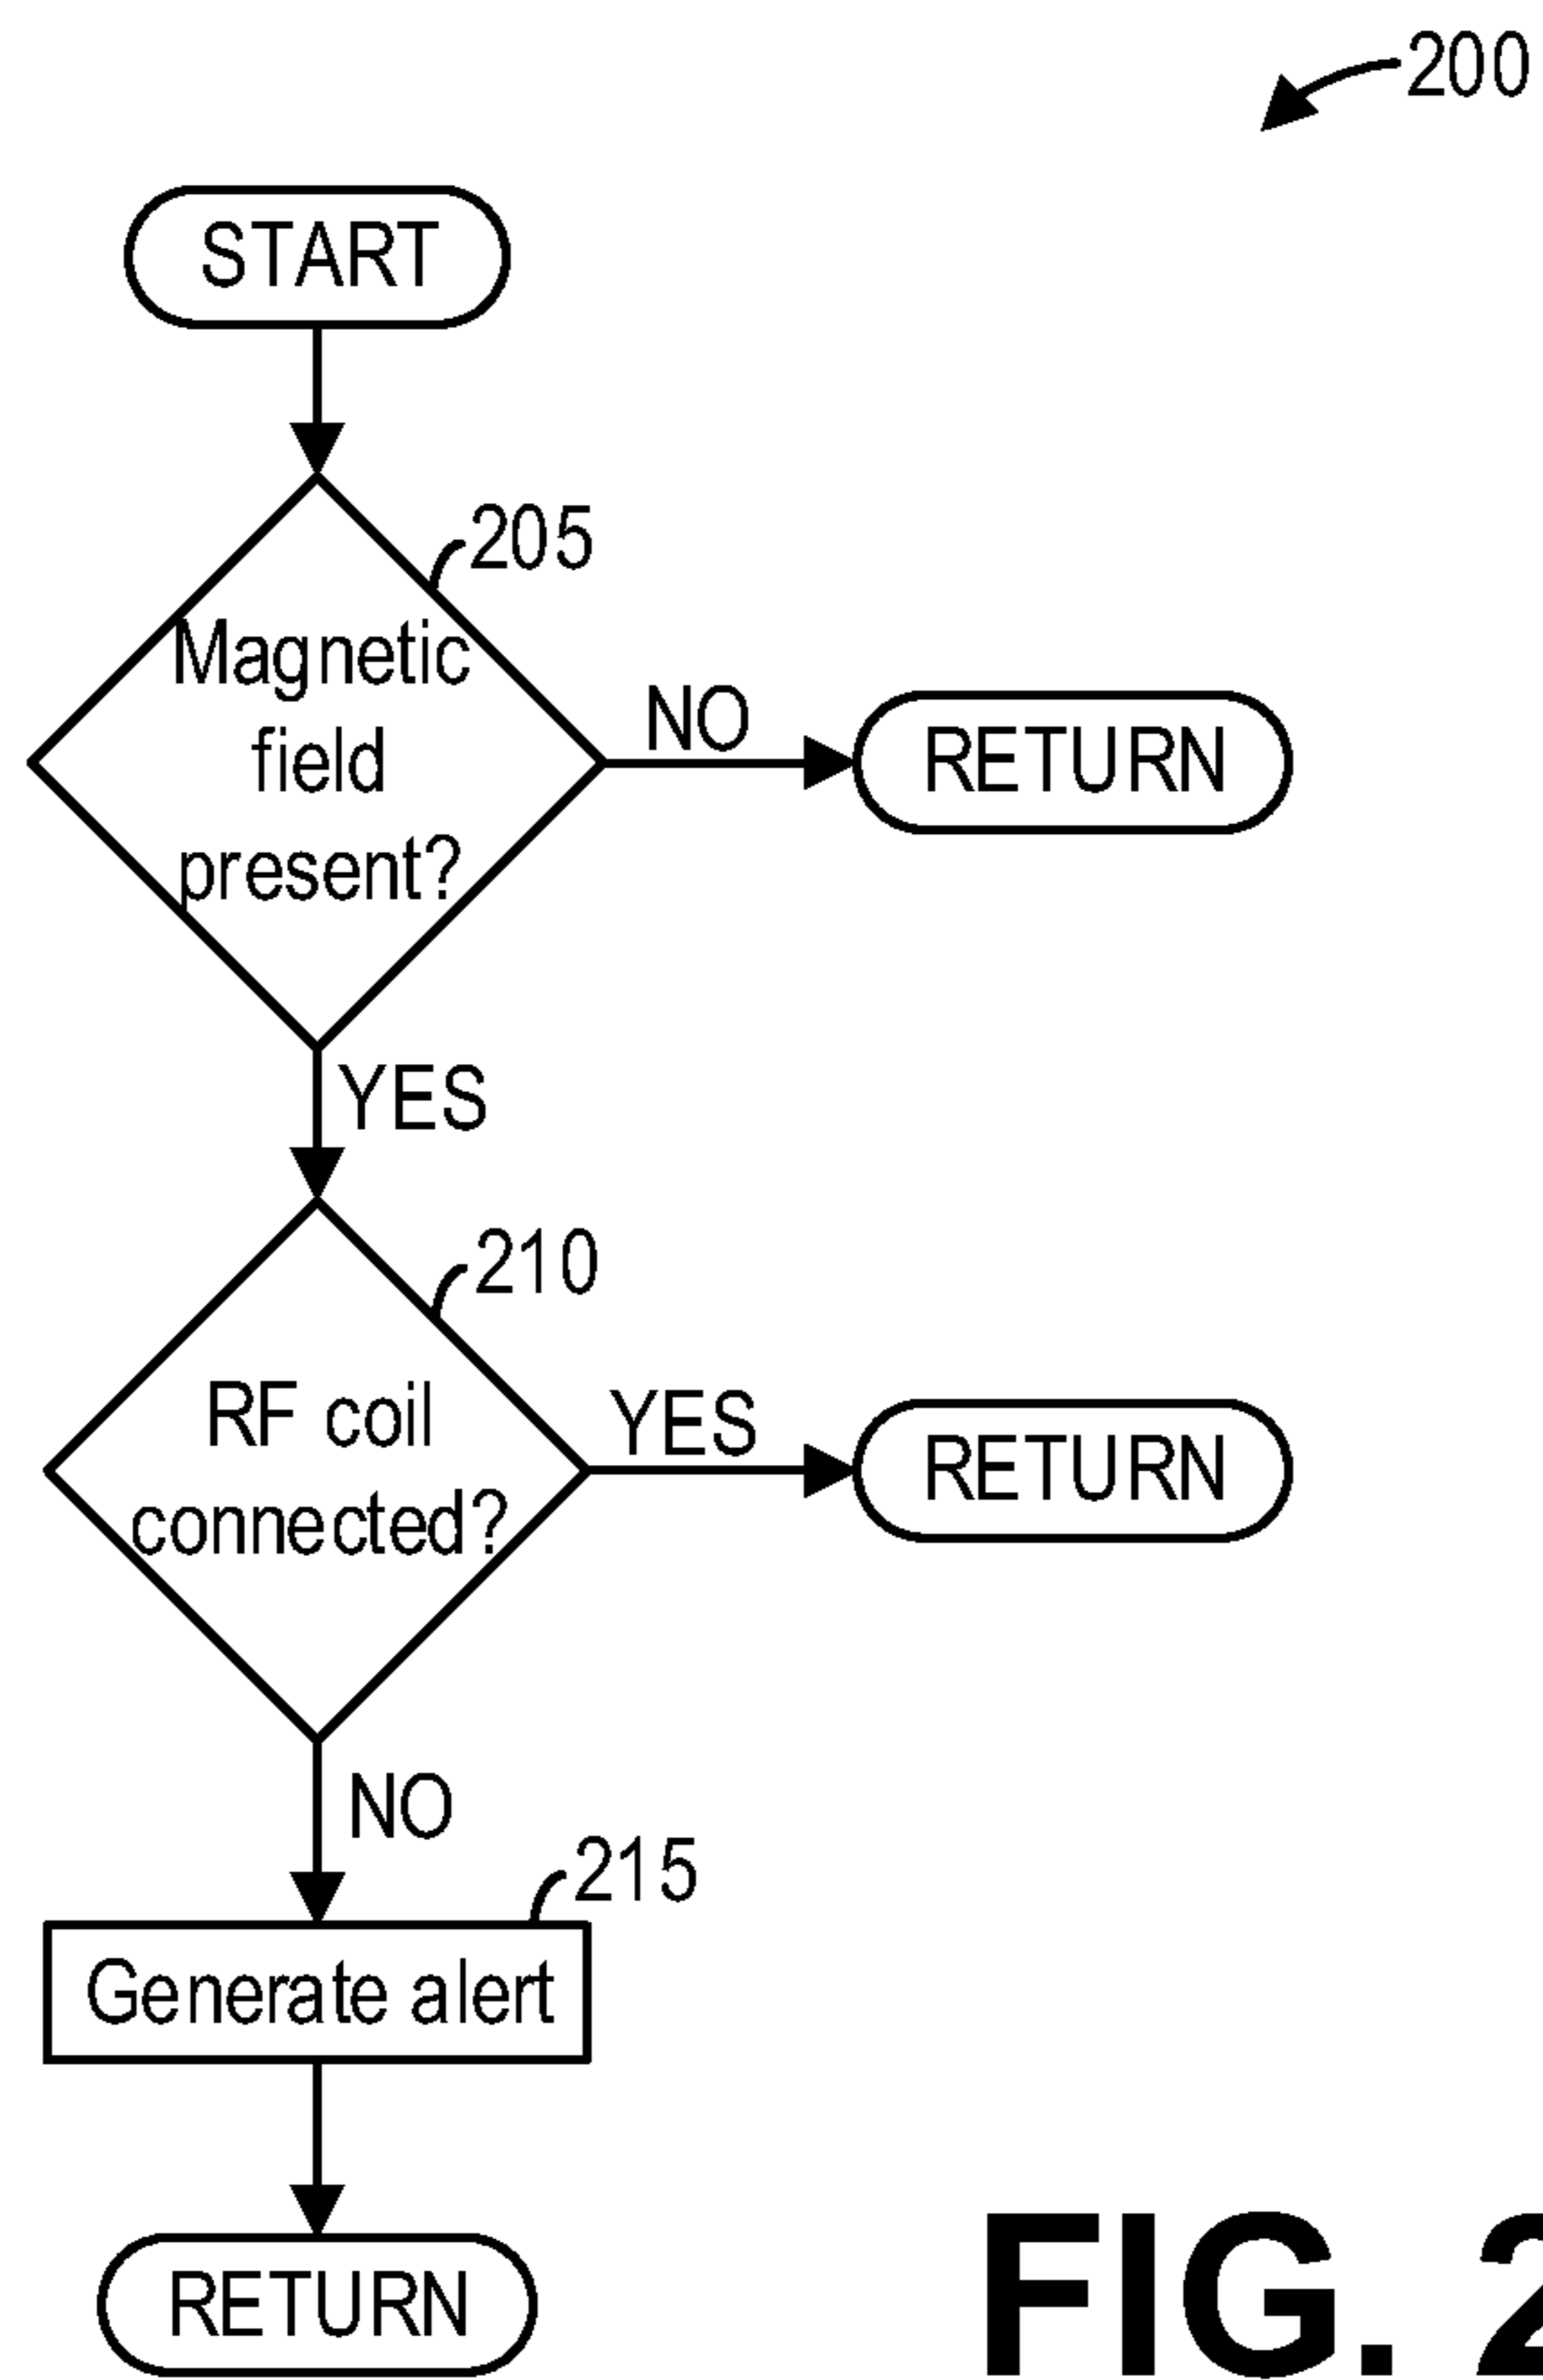 200
START
205
Magnetic
field
present?
NO
RETURN
YES
210
RF coil
connected?
YES
RETURN
NO
215
Generate alert
RETURN
FIG. 2